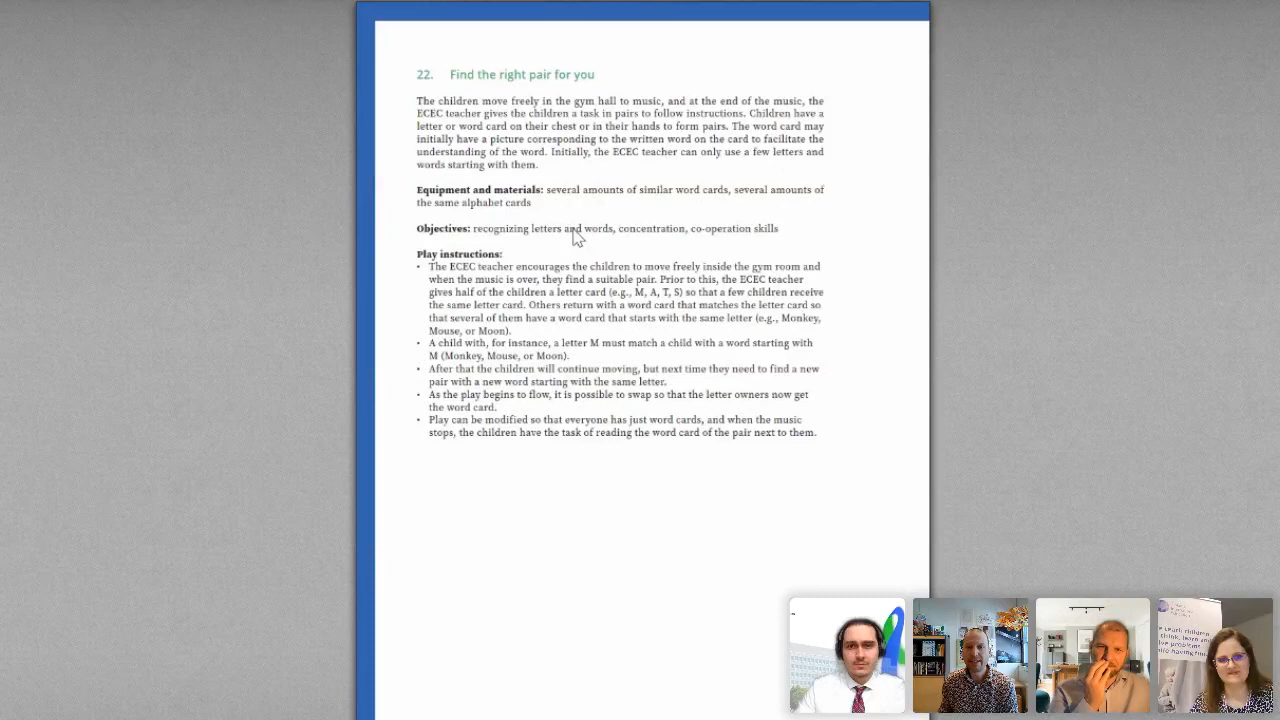 22. Find the right pair for you
The children move freely in the gym hall to music, and at the end of the music, the
ECEC teacher gives the children a task in pairs to follow instructions. Children have a
letter or word card on their chest or in their hands to form pairs. The word card may
initially have a picture corresponding to the written word on the card to facilitate the
understanding of the word. Initially, the ECEC teacher can only use a few letters and
words starting with them.
Equipment and materials: several amounts of similar word cards, several amounts of
the same alphabet cards
Objectives: recognizing letters and words, concentration, co-operation skills
Play instructions:
• The ECEC teacher encourages the children to move freely inside the gym room and
when the music is over, they find a suitable pair. Prior to this, the ECEC teacher
gives half of the children a letter card (e.g., M, A, T, S) so that a few children receive
the same letter card. Others return with a word card that matches the letter card so
that several of them have a word card that starts with the same letter (e.g., Monkey,
Mouse, or Moon).
• A child with, for instance, a letter M must match a child with a word starting with
M (Monkey, Mouse, or Moon).
• After that the children will continue moving, but next time they need to find a new
pair with a new word starting with the same letter.
• As the play begins to flow, it is possible to swap so that the letter owners now get
the word card.
• Play can be modified so that everyone has just word cards, and when the music
stops, the children have the task of reading the word card of the pair next to them.